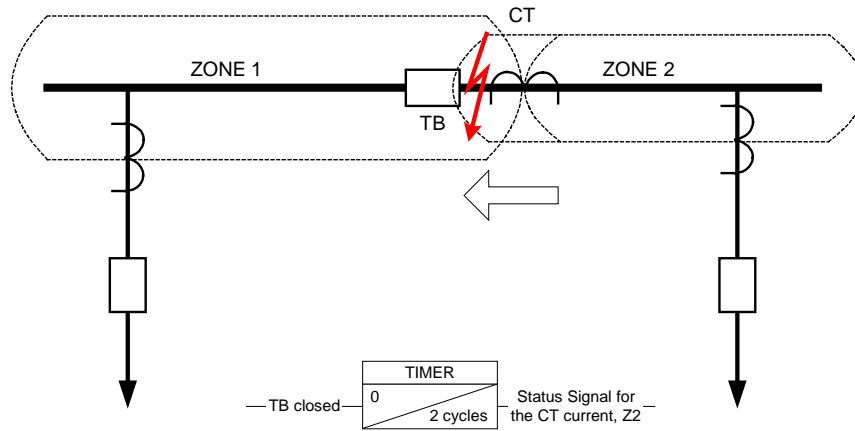 CT
ZONE 1
ZONE 2
TB
TIMER
0
2 cycles
TB closed
Status Signal for
the CT current, Z2